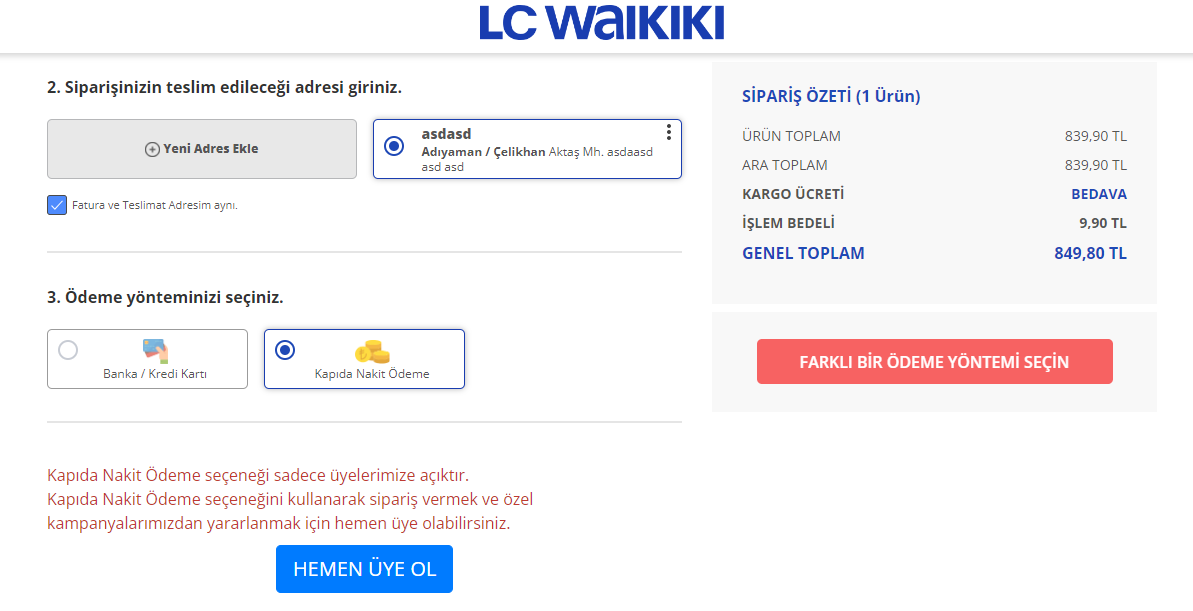 LC WAIKIKI
2. Siparişinizin teslim edileceği adresi giriniz.
Yeni Adres Ekle
asdasd
Adıyaman / Çelikhan Aktaş Mh. asdaasd
asd asd
Fatura ve Teslimat Adresim aynı.
3. Ödeme yönteminizi seçiniz.
Banka / Kredi Kartı
Kapıda Nakit Ödeme
Kapıda Nakit Ödeme seçeneği sadece üyelerimize açıktır.
Kapıda Nakit Ödeme seçeneğini kullanarak sipariş vermek ve özel
kampanyalarımızdan yararlanmak için hemen üye olabilirsiniz.
HEMEN ÜYE OL
SİPARİŞ ÖZETİ (1 Ürün)
ÜRÜN TOPLAM 839,90 TL
ARA TOPLAM 839,90 TL
KARGO ÜCRETİ BEDAVA
İŞLEM BEDELİ 9,90 TL
GENEL TOPLAM 849,80 TL
FARKLI BİR ÖDEME YÖNTEMİ SEÇİN